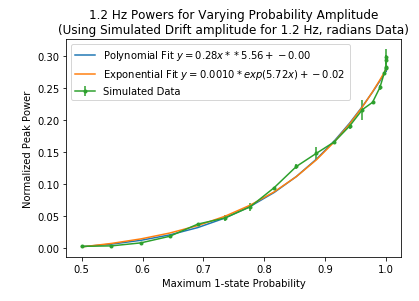 1.2 Hz Powers for Varying Probability Amplitude
(Using Simulated Drift amplitude for 1.2 Hz, radians Data)
Polynomial Fit y = 0.28x * *5.56 + −0.00
Exponential Fit y = 0.0010 * exp(5.72x) + −0.02
Simulated Data
Normalized Peak Power
0.30
0.25
0.20
0.15
0.10
0.05
0.00
0.5 0.6 0.7 0.8 0.9 1.0
Maximum 1-state Probability